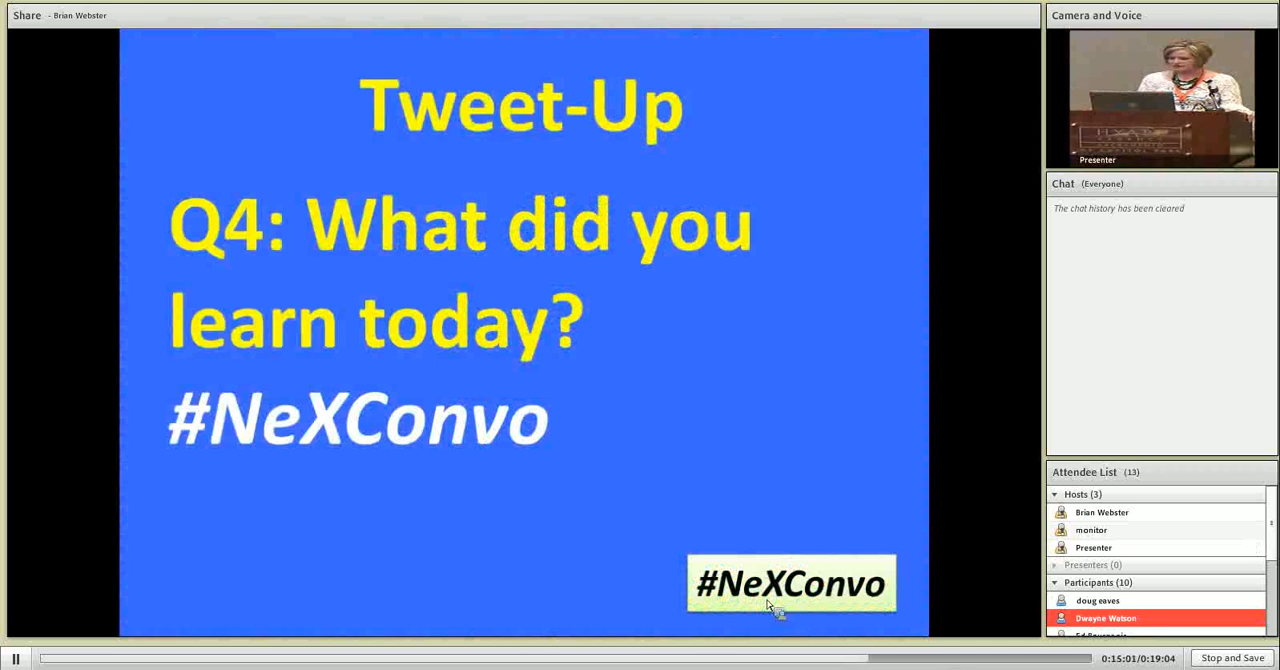 Share - Brian Webster
Tweet-Up
Q4: What did you
learn today?
#NeXConvo
#NeXConvo
Camera and Voice
HYATT
Presenter
Chat (Everyone)
The chat history has been cleared
Attendee List (13)
Hosts (3)
Brian Webster
monitor
Presenter
Presenters (0)
Participants (10)
doug eaves
Dwayne Watson
0:15:01/0:19:04
Stop and Save